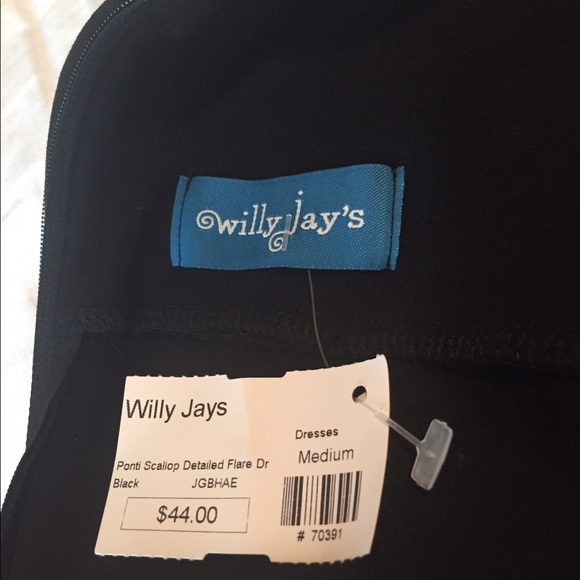 willy jay's
Willy Jays
Dresses
Medium
Ponti Scallop Detailed Flare Dr
Black JGBHAE
$44.00
# 70391